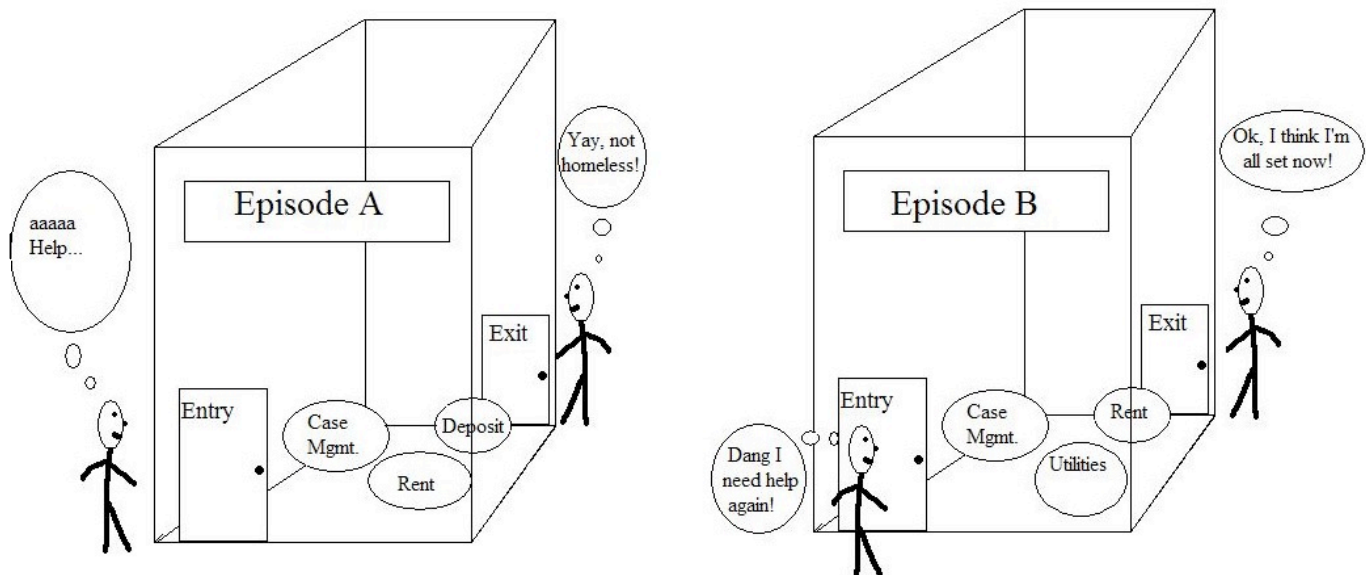 aaaaa
Help...
Episode A
Yay, not
homeless!
Entry
Case
Mgmt.
Deposit
Rent
Exit
Dang I
need help
again!
Episode B
Ok, I think I'm
all set now!
Entry
Case
Mgmt.
Rent
Utilities
Exit